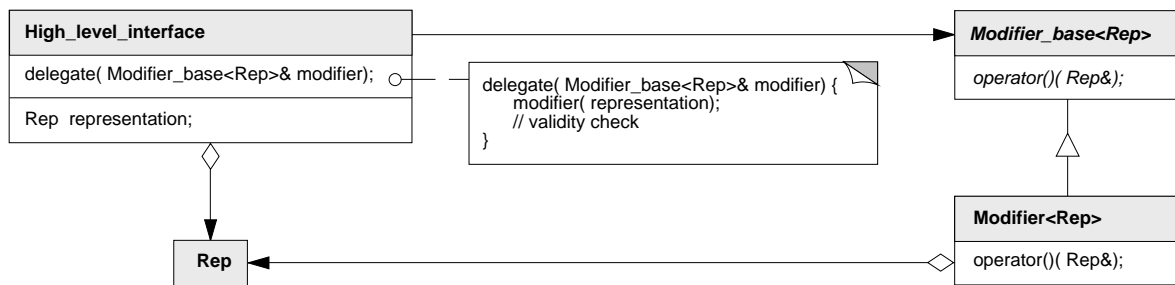 High_level_interface
delegate( Modifier_base<Rep>& modifier);
Rep representation;
delegate( Modifier_base<Rep>& modifier) {
modifier( representation);
// validity check
}
Modifier_base<Rep>
operator()( Rep&);
Modifier<Rep>
operator()( Rep&);
Rep